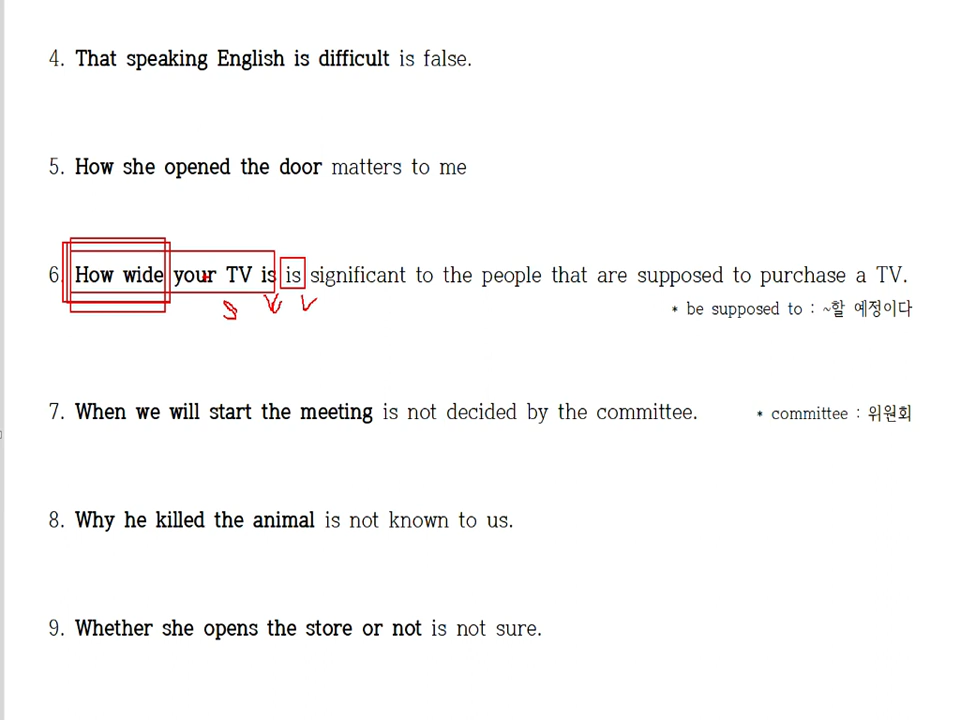 4. That speaking English is difficult is false.
5. How she opened the door matters to me
6 How wide your TV is is significant to the people that are supposed to purchase a TV.
S V V
* be supposed to : ~할 예정이다
7. When we will start the meeting is not decided by the committee. * committee : 위원회
8. Why he killed the animal is not known to us.
9. Whether she opens the store or not is not sure.